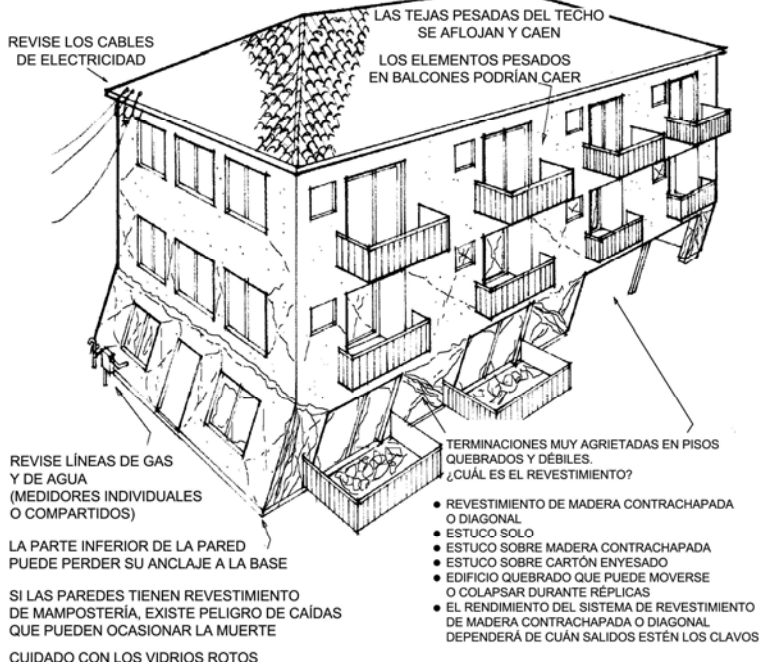 LAS TEJAS PESADAS DEL TECHO
SE AFLOJAN Y CAEN
REVISE LOS CABLES
DE ELECTRICIDAD
LOS ELEMENTOS PESADOS
EN BALCONES PODRÍAN CAER
REVISE LÍNEAS DE GAS
Y DE AGUA
(MEDIDORES INDIVIDUALES
O COMPARTIDOS)
LA PARTE INFERIOR DE LA PARED
PUEDE PERDER SU ANCLAJE A LA BASE
SI LAS PAREDES TIENEN REVESTIMIENTO
DE MAMPOSTERÍA, EXISTE PELIGRO DE CAÍDAS
QUE PUEDEN OCASIONAR LA MUERTE
CUIDADO CON LOS VIDRIOS ROTOS
TERMINACIONES MUY AGRIETADAS EN PISOS
QUEBRADOS Y DÉBILES.
¿CUÁL ES EL REVESTIMIENTO?
● REVESTIMIENTO DE MADERA CONTRACHAPADA
O DIAGONAL
● ESTUCO SOLO
● ESTUCO SOBRE MADERA CONTRACHAPADA
● ESTUCO SOBRE CARTÓN ENYESADO
● EDIFICIO QUEBRADO QUE PUEDE MOVERSE
O COLAPSAR DURANTE RÉPLICAS
● EL RENDIMIENTO DEL SISTEMA DE REVESTIMIENTO
DE MADERA CONTRACHAPADA O DIAGONAL
DEPENDERÁ DE CUÁN SALIDOS ESTÉN LOS CLAVOS